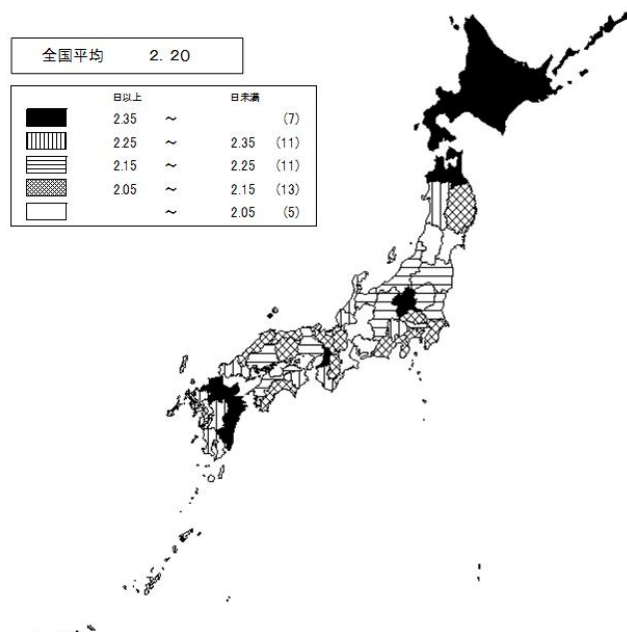 全国平均 2.20
日以上 日未満
2.35 ～ (7)
2.25 ～ 2.35 (11)
2.15 ～ 2.25 (11)
2.05 ～ 2.15 (13)
～ 2.05 (5)